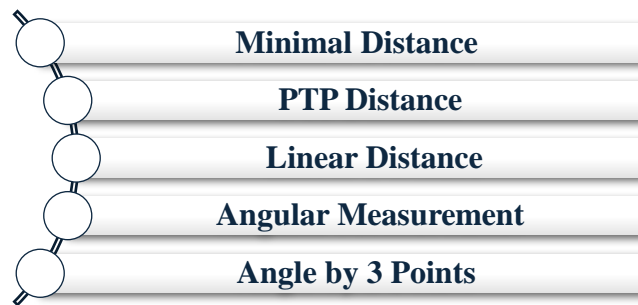 Minimal Distance
PTP Distance
Linear Distance
Angular Measurement
Angle by 3 Points